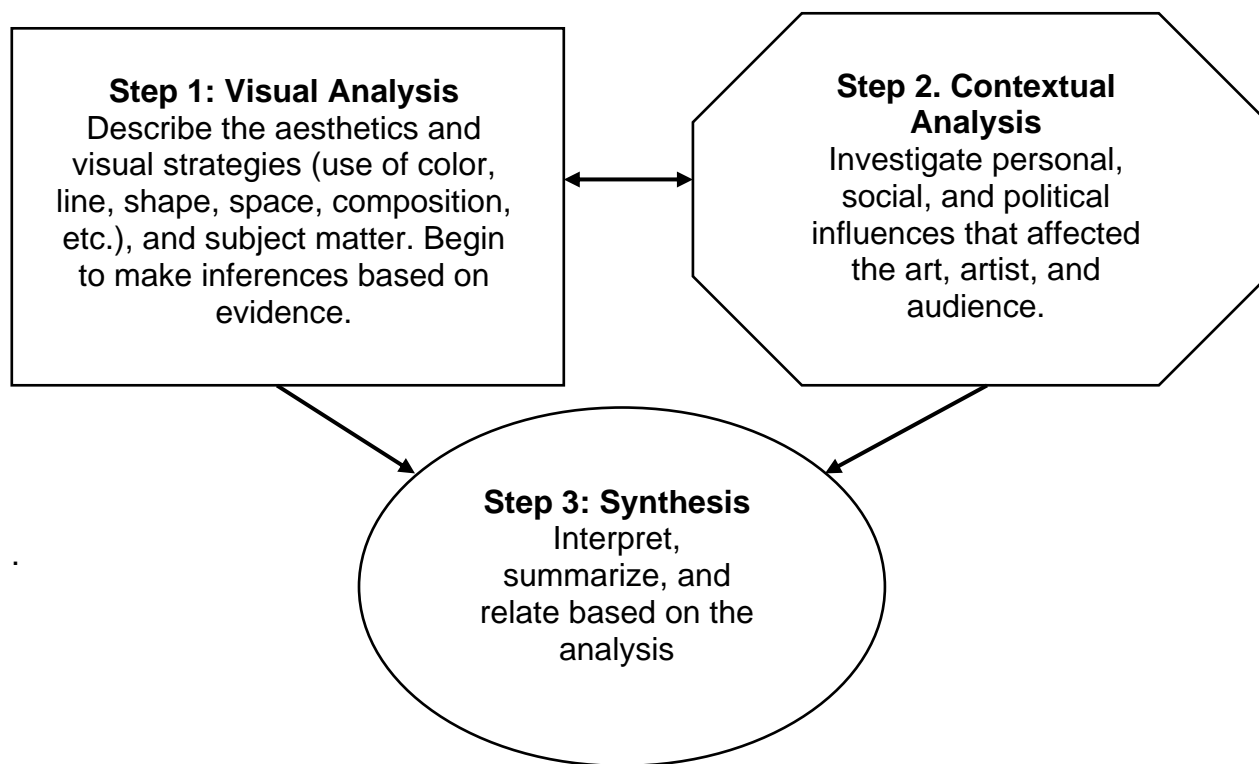 Step 1: Visual Analysis
Describe the aesthetics and
visual strategies (use of color,
line, shape, space, composition,
etc.), and subject matter. Begin
to make inferences based on
evidence.
Step 2. Contextual
Analysis
Investigate personal,
social, and political
influences that affected
the art, artist, and
audience.
Step 3: Synthesis
Interpret,
summarize, and
relate based on the
analysis
.